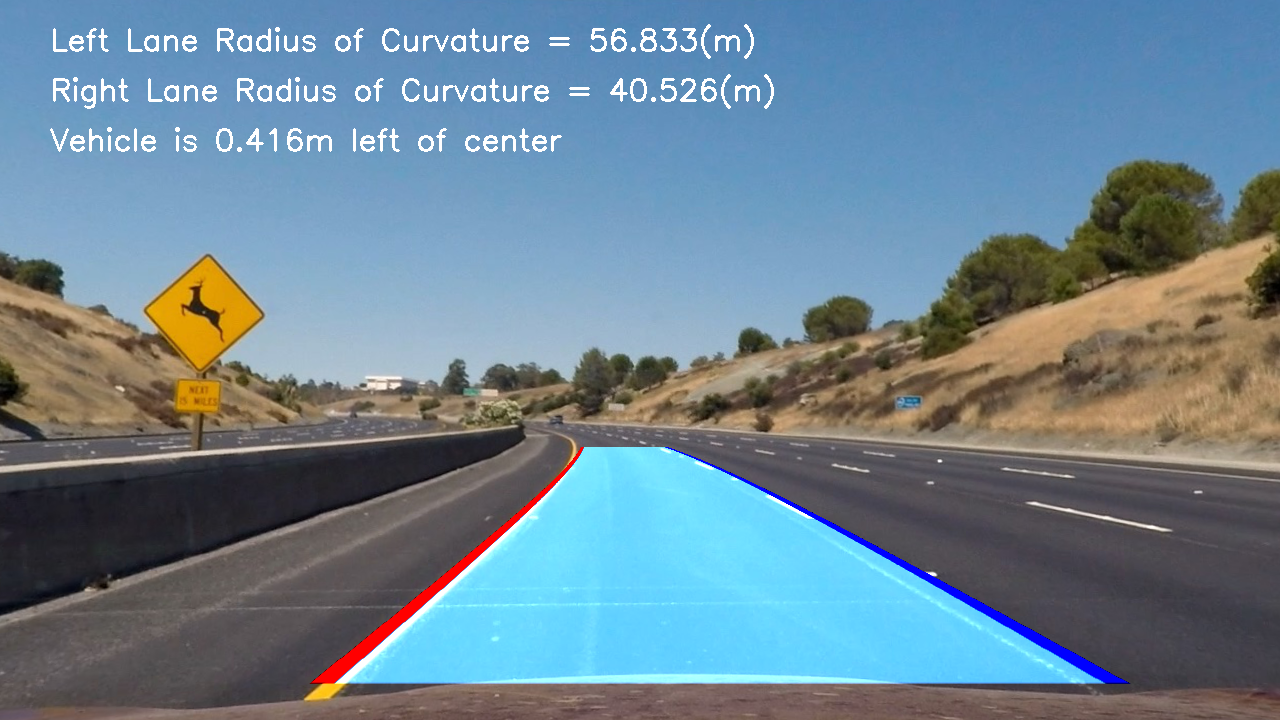 Left Lane Radius of Curvature = 56.833(m)
Right Lane Radius of Curvature = 40.526(m)
Vehicle is 0.416m left of center
NEXT
15 MILES